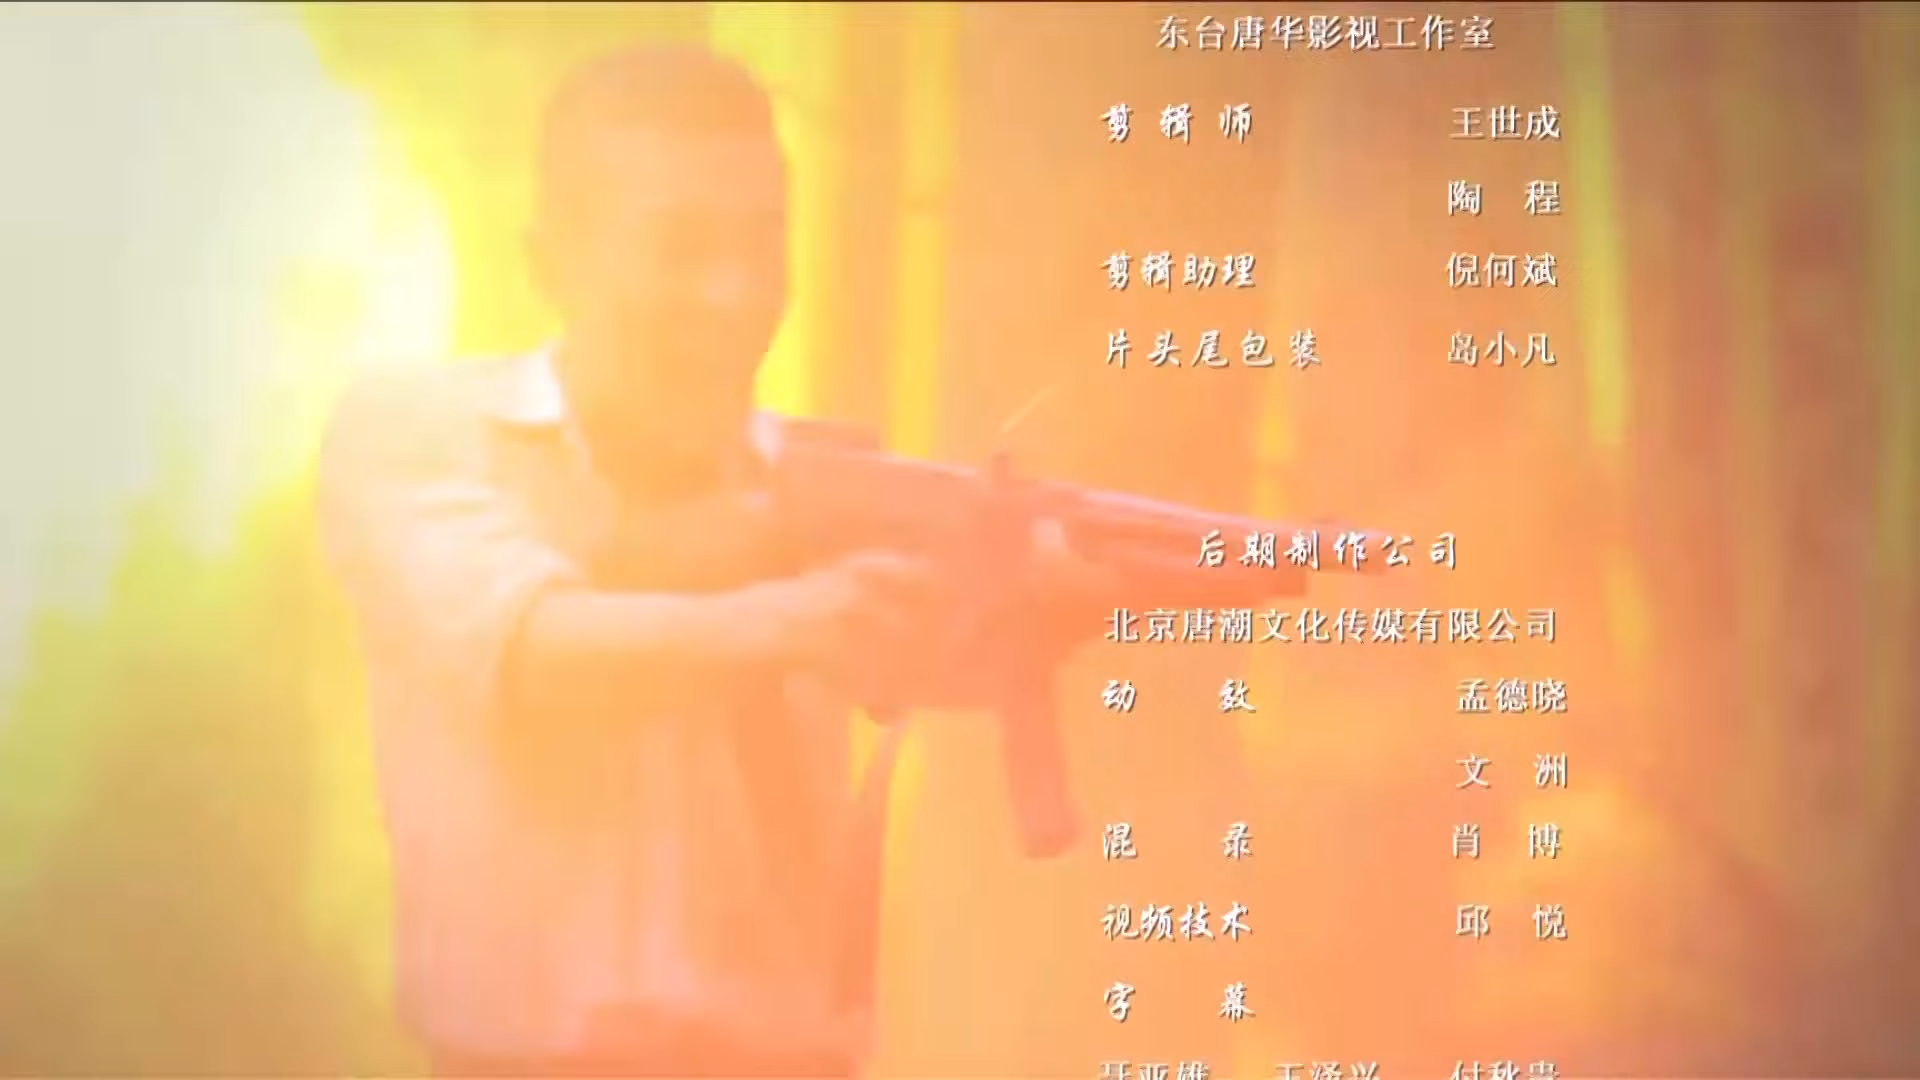 东台唐华影视工作室
剪辑师 王世成
陶程
剪辑助理 倪何斌
片头尾包装 岛小凡
后期制作公司
北京唐潮文化传媒有限公司
动效 孟德晓
文洲
混录 肖博
视频技术 邱悦
字幕